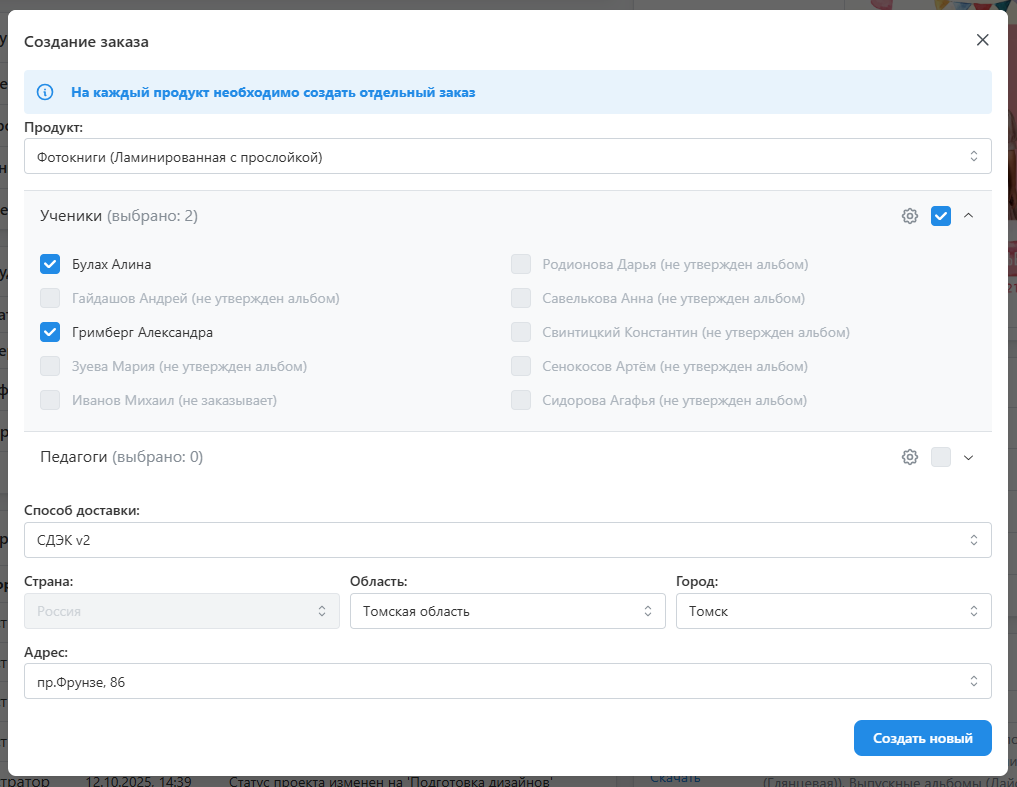 Создание заказа
На каждый продукт необходимо создать отдельный заказ
Продукт:
Фотокниги (Ламинированная с прослойкой)
Ученики (выбрано: 2)
Булах Алина
Родионова Дарья (не утвержден альбом)
Гайдашов Андрей (не утвержден альбом)
Савелькова Анна (не утвержден альбом)
Гримберг Александра
Свинтицкий Константин (не утвержден альбом)
Зуева Мария (не утвержден альбом)
Сенокосов Артём (не утвержден альбом)
Иванов Михаил (не заказывает)
Сидорова Агафья (не утвержден альбом)
Педагоги (выбрано: 0)
Способ доставки:
СДЭК v2
Страна:
Область:
Город:
Россия
Томская область
Томск
Адрес:
пр.Фрунзе, 86
Создать новый
12.10.2025, 14:39
Статус проекта изменен на 'Подготовка дизайнов'
Скачать
(Глянцевая)), Выпускные альбомы